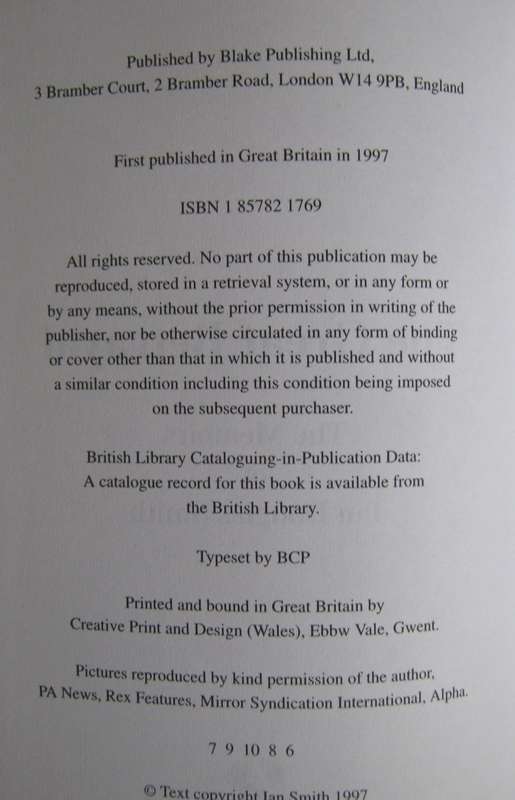 Published by Blake Publishing Ltd,
3 Bramber Court, 2 Bramber Road, London W14 9PB, England
First published in Great Britain in 1997
ISBN 1 85782 1769
All rights reserved. No part of this publication may be
reproduced, stored in a retrieval system, or in any form or
by any means, without the prior permission in writing of the
publisher, nor be otherwise circulated in any form of binding
or cover other than that in which it is published and without
a similar condition including this condition being imposed
on the subsequent purchaser.
British Library Cataloguing-in-Publication Data:
A catalogue record for this book is available from
the British Library.
Typeset by BCP
Printed and bound in Great Britain by
Creative Print and Design (Wales), Ebbw Vale, Gwent.
Pictures reproduced by kind permission of the author,
PA News, Rex Features, Mirror Syndication International, Alpha.
7 9 10 8 6
© Text copyright Ian Smith 1997